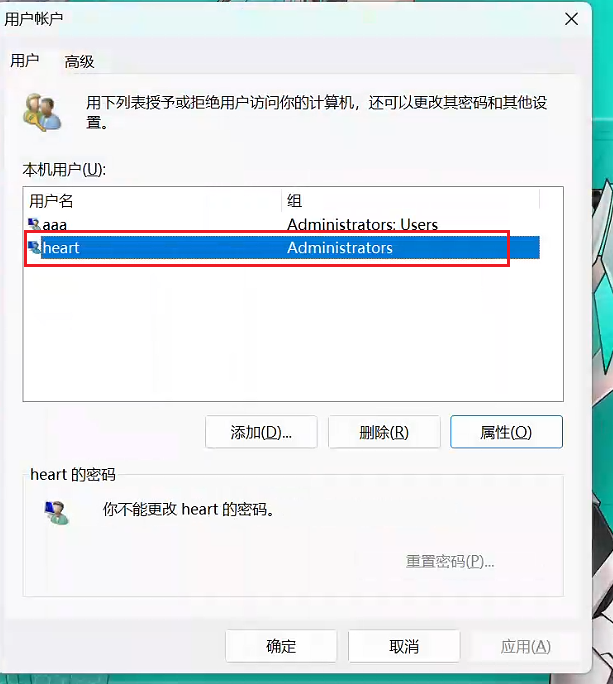 用户帐户
用户 高级
用下列表授予或拒绝用户访问你的计算机，还可以更改其密码和其他设
置。
本机用户(U):
用户名 组
aaa Administrators; Users
heart Administrators
添加(D)... 删除(R) 属性(O)
heart 的密码
你不能更改 heart 的密码。
重置密码(P)...
确定 取消 应用(A)